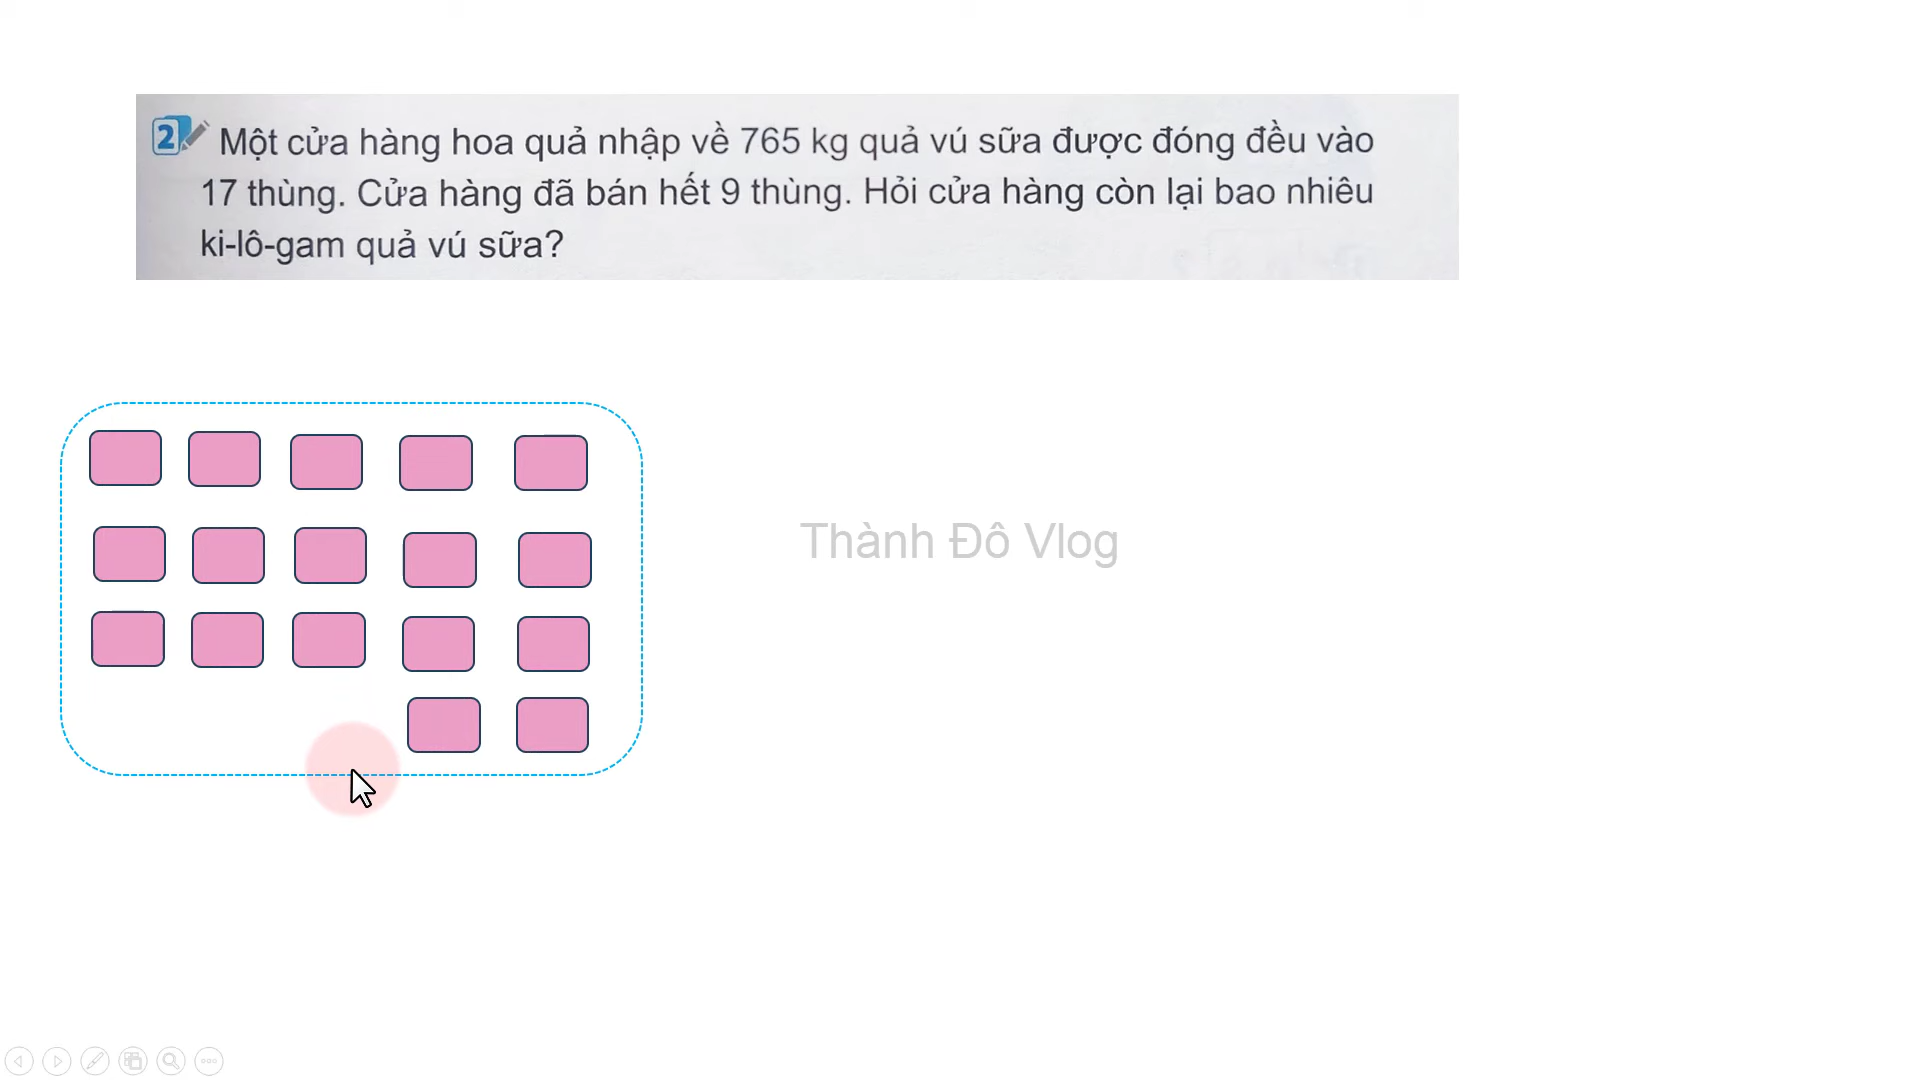 2 Một cửa hàng hoa quả nhập về 765 kg quả vú sữa được đóng đều vào
17 thùng. Cửa hàng đã bán hết 9 thùng. Hỏi cửa hàng còn lại bao nhiêu
ki-lô-gam quả vú sữa?
Thành Đô Vlog